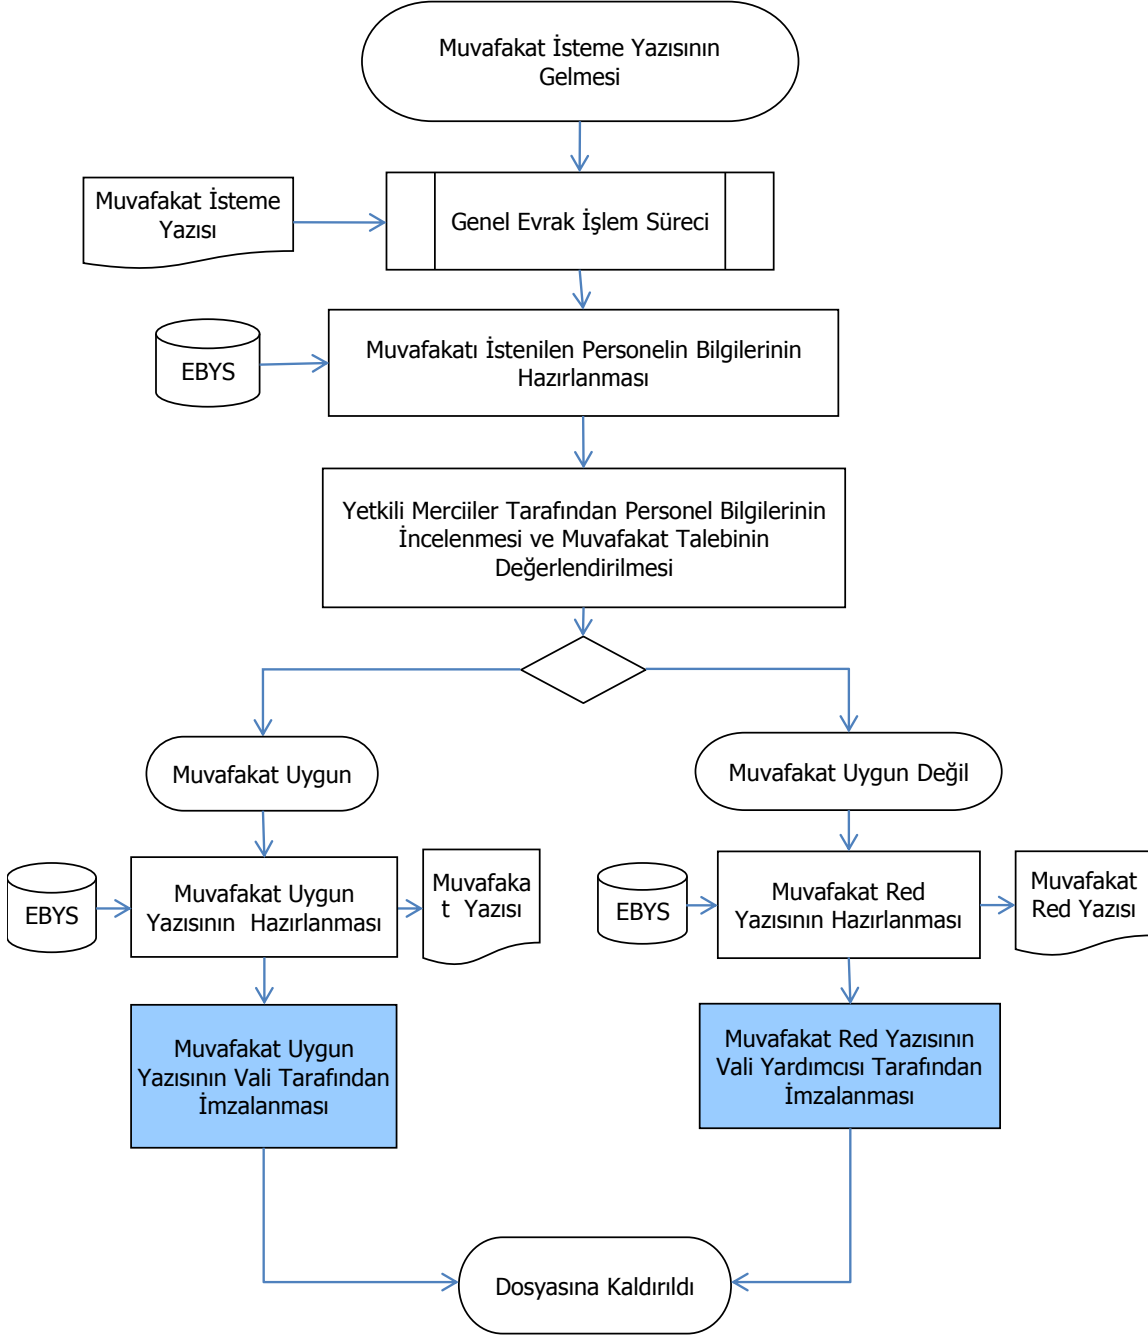 Muvafakat İsteme Yazısının
Gelmesi
Muvafakat İsteme
Yazısı
Genel Evrak İşlem Süreci
EBYS
Muvafakatı İstenilen Personelin Bilgilerinin
Hazırlanması
Yetkili Merciiler Tarafından Personel Bilgilerinin
İncelenmesi ve Muvafakat Talebinin
Değerlendirilmesi
Muvafakat Uygun
Muvafakat Uygun Değil
EBYS
Muvafakat Uygun
Yazısının Hazırlanması
Muvafaka
t Yazısı
EBYS
Muvafakat Red
Yazısının Hazırlanması
Muvafakat
Red Yazısı
Muvafakat Uygun
Yazısının Vali Tarafından
İmzalanması
Muvafakat Red Yazısının
Vali Yardımcısı Tarafından
İmzalanması
Dosyasına Kaldırıldı